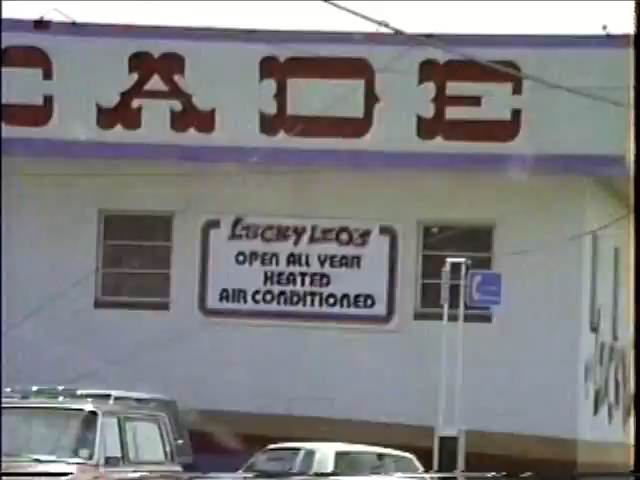 CADE
LUCKY LEO'S
OPEN ALL YEAR
HEATED
AIR CONDITIONED